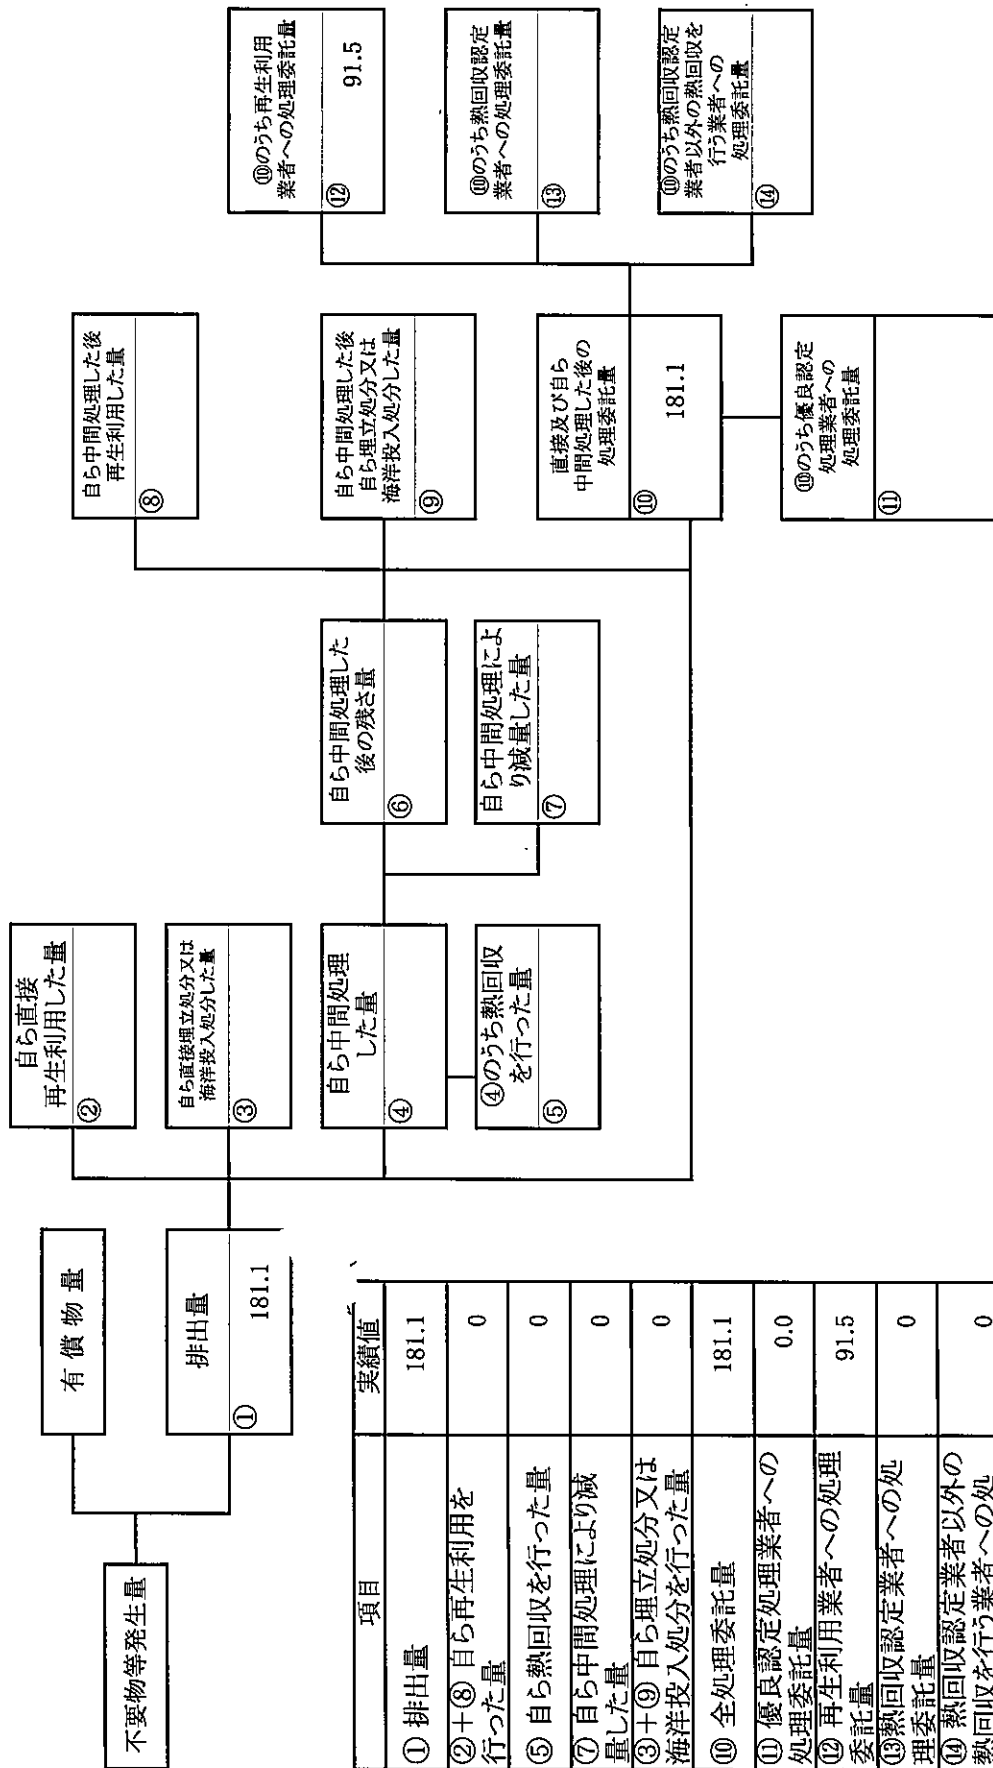 不要物等発生量
有償物量
排出量
①
181.1
自ら直接
再生利用した量
②
自ら直接埋立処分又は
海洋投入処分した量
③
自ら中間処理
した量
④
④のうち熱回収
を行った量
⑤
自ら中間処理した
後の残さ量
⑥
自ら中間処理によ
り減量した量
⑦
自ら中間処理した後
再生利用した量
⑧
自ら中間処理した後
自ら埋立処分又は
海洋投入処分した量
⑨
直接及び自ら
中間処理した後の
処理委託量
⑩
181.1
⑩のうち優良認定
処理業者への
処理委託量
⑪
⑩のうち再生利用
業者への処理委託量
⑫
91.5
⑩のうち熱回収認定
業者への処理委託量
⑬
⑩のうち熱回収認定
業者以外の熱回収を
行う業者への
処理委託量
⑭
項目 実績値
① 排出量 181.1
②+⑧ 自ら再生利用を
行った量 0
⑤ 自ら熱回収を行った量 0
⑦ 自ら中間処理により減
量した量 0
③+⑨ 自ら埋立処分又は
海洋投入処分を行った量 0
⑩ 全処理委託量 181.1
⑪ 優良認定処理業者への
処理委託量 0.0
⑫ 再生利用業者への処理
委託量 91.5
⑬熱回収認定業者への処
理委託量 0
⑭ 熱回収認定業者以外の
熱回収を行う業者への処 0